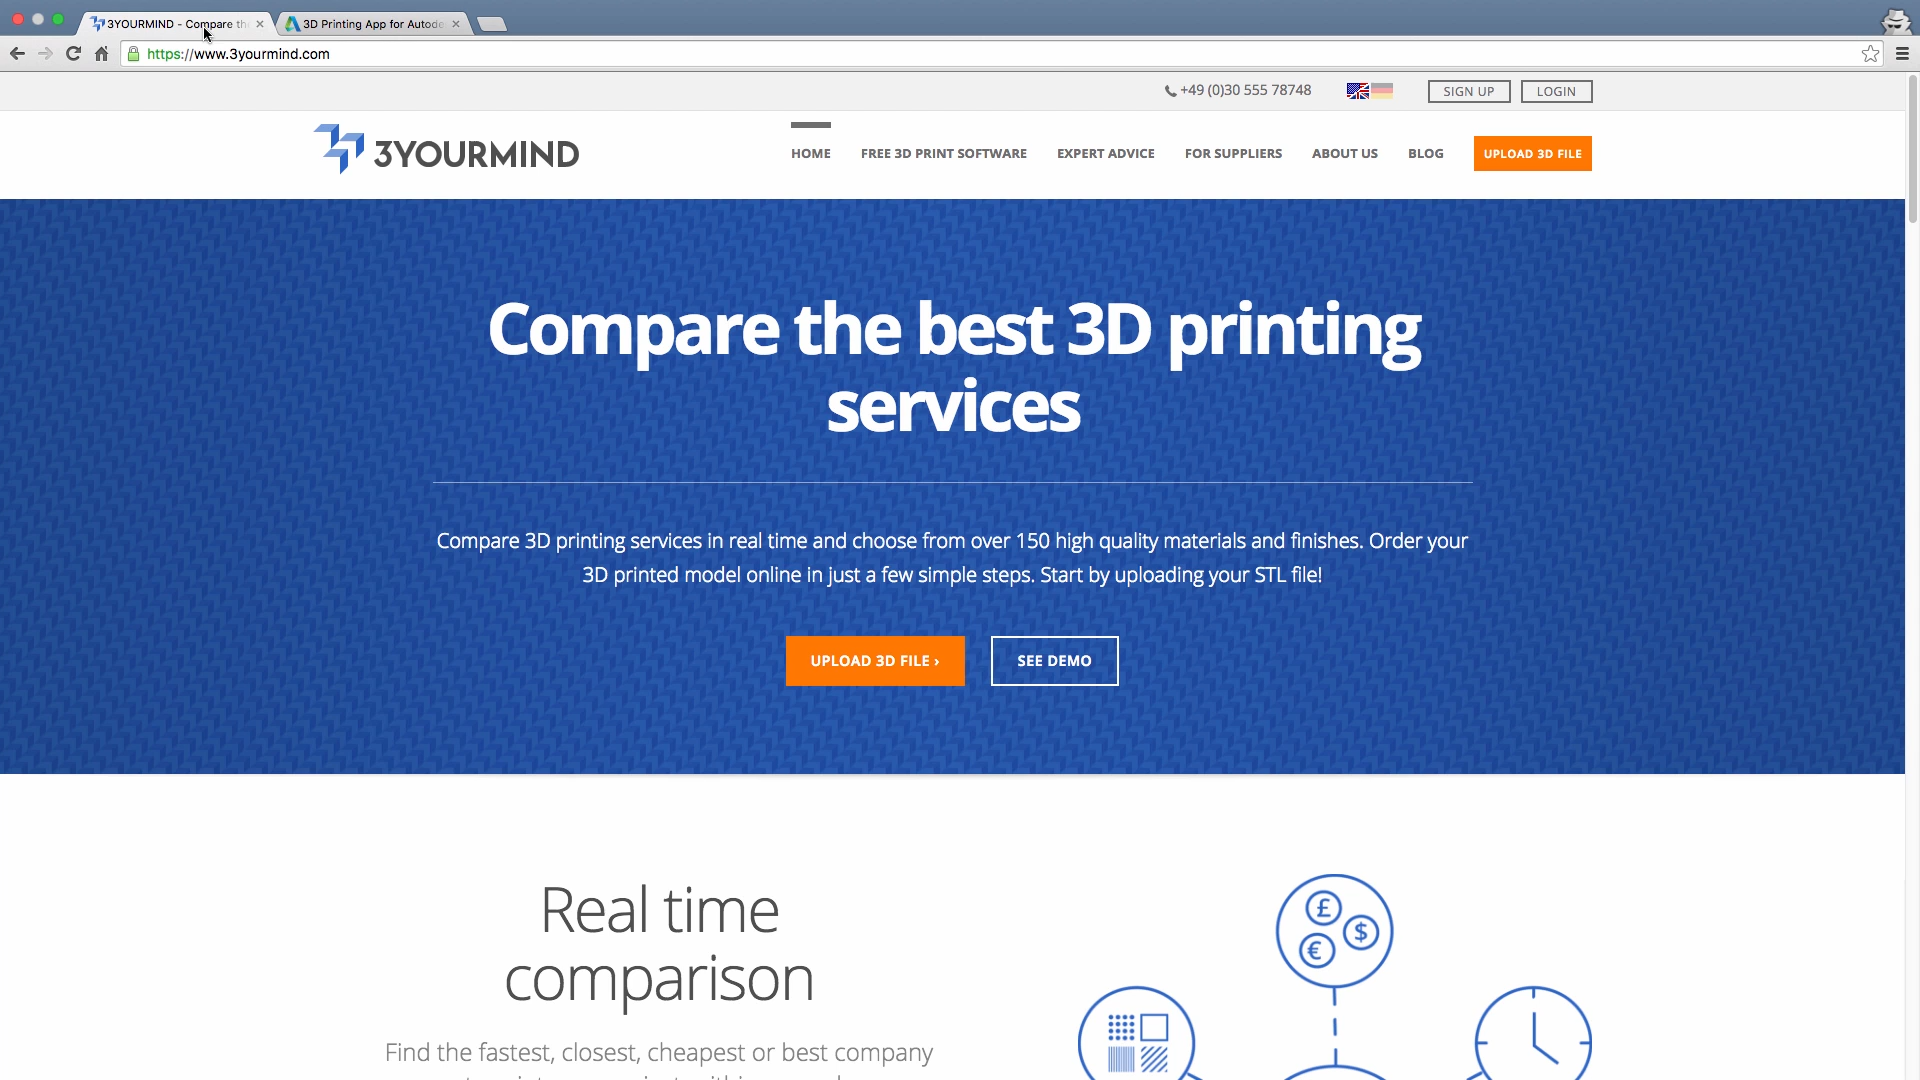 3YOURMIND - Compare th
3D Printing App for Autode
https://www.3yourmind.com
+49 (0)30 555 78748
SIGN UP
LOGIN
3YOURMIND
HOME
FREE 3D PRINT SOFTWARE
EXPERT ADVICE
FOR SUPPLIERS
ABOUT US
BLOG
UPLOAD 3D FILE
Compare the best 3D printing
services
Compare 3D printing services in real time and choose from over 150 high quality materials and finishes. Order your
3D printed model online in just a few simple steps. Start by uploading your STL file!
UPLOAD 3D FILE ›
SEE DEMO
Real time
comparison
£
$
€
Find the fastest, closest, cheapest or best company